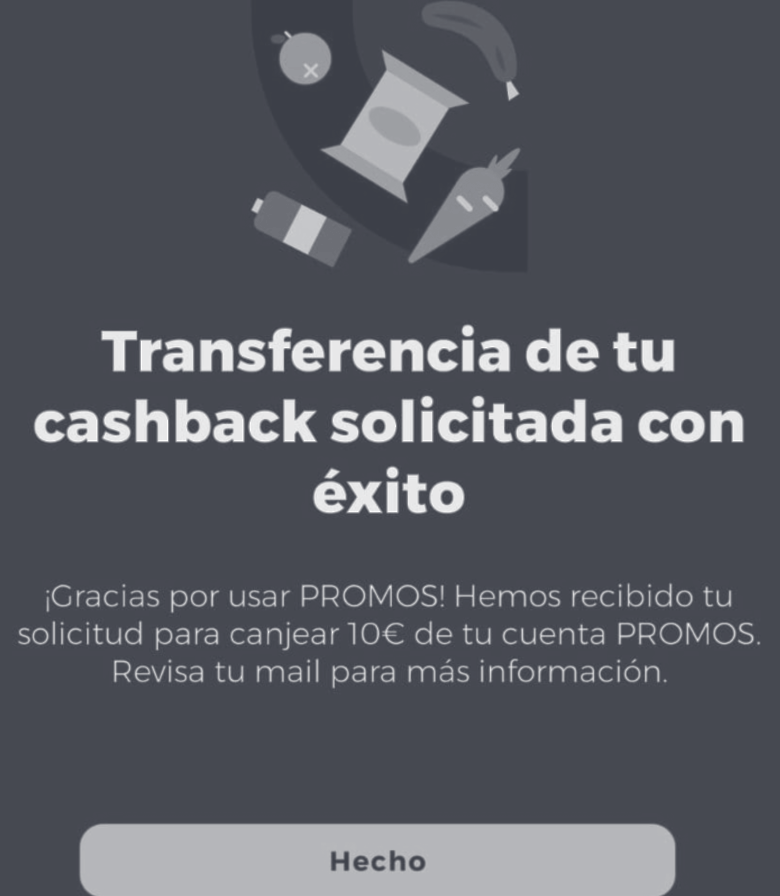 Transferencia de tu
cashback solicitada con
éxito
¡Gracias por usar PROMOS! Hemos recibido tu
solicitud para canjear 10€ de tu cuenta PROMOS.
Revisa tu mail para más información.
Hecho